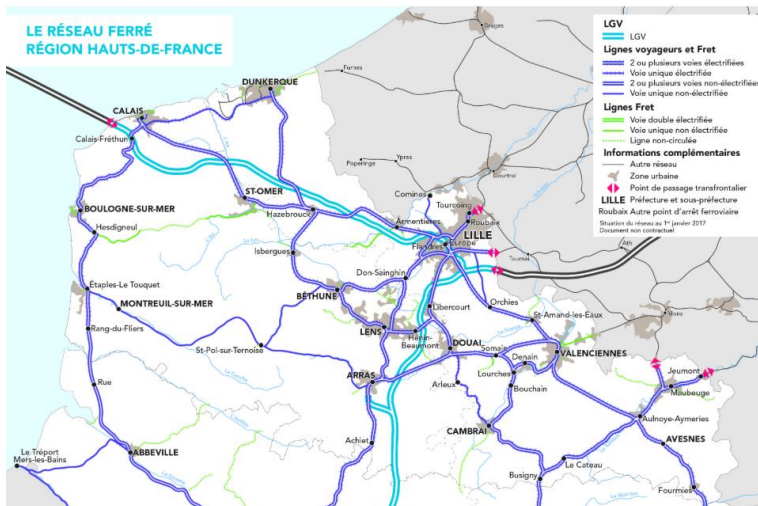 LE RÉSEAU FERRÉ
RÉGION HAUTS-DE-FRANCE
LGV
LGV
Lignes voyageurs et Fret
2 ou plusieurs voies électrifiées
Voie unique électrifiée
2 ou plusieurs voies non-électrifiées
Voie unique non-électrifiée
Lignes Fret
Voie double électrifiée
Voie unique non électrifiée
Ligne non-circulée
Informations complémentaires
Autre réseau
Zone urbaine
Point de passage transfrontalier
LILLE Préfecture et sous-préfecture
Roubaix Autre point d'arrêt ferroviaire
Situation du réseau au 1er janvier 2017
Document non contractuel
Bruges
Furnes
DUNKERQUE
CALAIS
Calais-Fréthun
Ypres
Poperinge
Courtrai
ST-OMER
Comines
Tourcoing
Roubaix
BOULOGNE-SUR-MER
Hazebrouck
Armentières
LILLE
Europe
Flandres
Hesdigneul
Isbergues
Tournai
Ath
Don-Sainghin
Étaples-Le Touquet
BÉTHUNE
Libercourt
Orchies
MONTREUIL-SUR-MER
St-Amand-les-Eaux
Mons
Rang-du-Fliers
LENS
Hénin-
Beaumont
DOUAI
Somain
VALENCIENNES
St-Pol-sur-Ternoise
Denain
Lourches
ARRAS
Arleux
Bouchain
Jeumont
Maubeuge
Rue
CAMBRAI
Aulnoye-Aymeries
Achiet
AVESNES
Le Tréport
Mers-les-Bains
ABBEVILLE
Le Cateau
Busigny
Fourmies